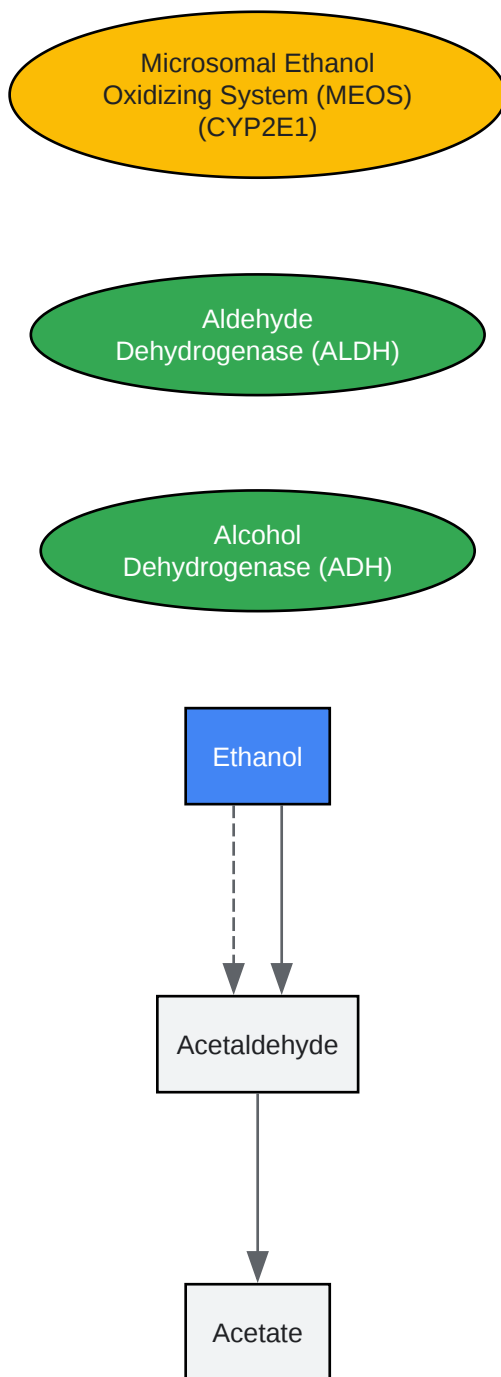 Microsomal Ethanol
Oxidizing System (MEOS)
(CYP2E1)
Aldehyde
Dehydrogenase (ALDH)
Alcohol
Dehydrogenase (ADH)
Ethanol
Acetaldehyde
Acetate